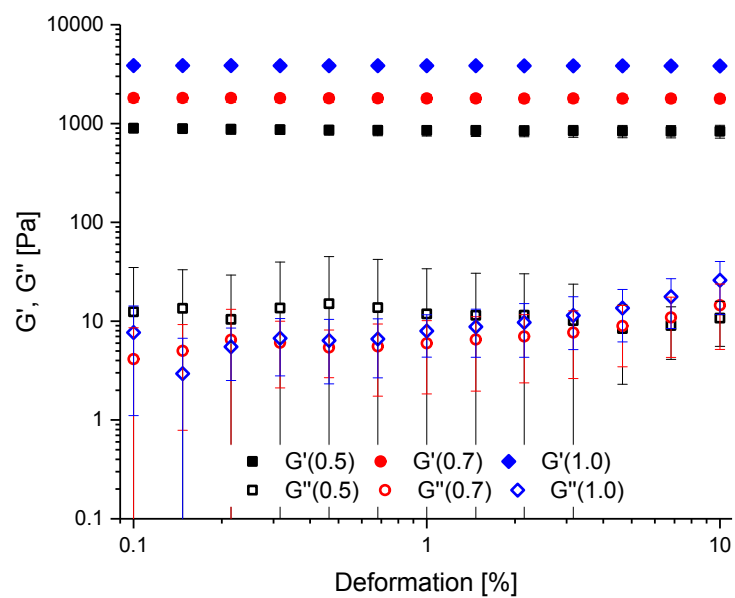 10000
1000
100
10
1
0.1
G', G'' [Pa]
G'(0.5) G'(0.7) G'(1.0)
G''(0.5) G''(0.7) G''(1.0)
0.1 1 10
Deformation [%]